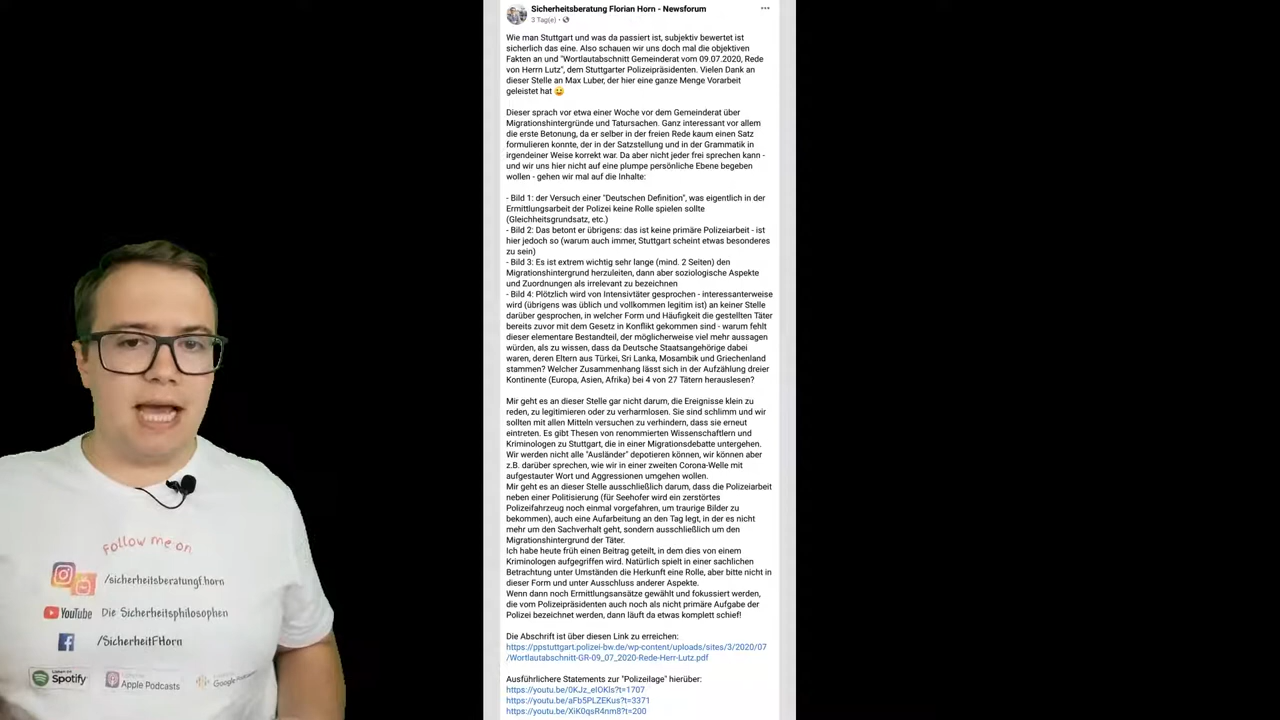 Sicherheitsberatung Florian Horn - Newsforum
3 Tag(e)
Wie man Stuttgart und was da passiert ist, subjektiv bewertet ist
sicherlich das eine. Also schauen wir uns doch mal die objektiven
Fakten an und "Wortlautabschnitt Gemeinderat vom 09.07.2020, Rede
von Herrn Lutz", dem Stuttgarter Polizeipräsidenten. Vielen Dank an
dieser Stelle an Max Luber, der hier eine ganze Menge Vorarbeit
geleistet hat 😀
Dieser sprach vor etwa einer Woche vor dem Gemeinderat über
Migrationshintergründe und Tatursachen. Ganz interessant vor allem
die erste Betonung, da er selber in der freien Rede kaum einen Satz
formulieren konnte, der in der Satzstellung und in der Grammatik in
irgendeiner Weise korrekt war. Da aber nicht jeder frei sprechen kann -
und wir uns hier nicht auf eine plumpe persönliche Ebene begeben
wollen - gehen wir mal auf die Inhalte:
- Bild 1: der Versuch einer "Deutschen Definition", was eigentlich in der
Ermittlungsarbeit der Polizei keine Rolle spielen sollte
(Gleichheitsgrundsatz, etc.)
- Bild 2: Das betont er übrigens: das ist keine primäre Polizeiarbeit - ist
hier jedoch so (warum auch immer, Stuttgart scheint etwas besonderes
zu sein)
- Bild 3: Es ist extrem wichtig sehr lange (mind. 2 Seiten) den
Migrationshintergrund herzuleiten, dann aber soziologische Aspekte
und Zuordnungen als irrelevant zu bezeichnen
- Bild 4: Plötzlich wird von Intensivtäter gesprochen - interessanterweise
wird (übrigens was üblich und vollkommen legitim ist) an keiner Stelle
darüber gesprochen, in welcher Form und Häufigkeit die gestellten Täter
bereits zuvor mit dem Gesetz in Konflikt gekommen sind - warum fehlt
dieser elementare Bestandteil, der möglicherweise viel mehr aussagen
würden, als zu wissen, dass da Deutsche Staatsangehörige dabei
waren, deren Eltern aus Türkei, Sri Lanka, Mosambik und Griechenland
stammen? Welcher Zusammenhang lässt sich in der Aufzählung dreier
Kontinente (Europa, Asien, Afrika) bei 4 von 27 Tätern herauslesen?
Mir geht es an dieser Stelle gar nicht darum, die Ereignisse klein zu
reden, zu legitimieren oder zu verharmlosen. Sie sind schlimm und wir
sollten mit allen Mitteln versuchen zu verhindern, dass sie erneut
eintreten. Es gibt Thesen von renommierten Wissenschaftlern und
Kriminologen zu Stuttgart, die in einer Migrationsdebatte untergehen.
Wir werden nicht alle "Ausländer" depotieren können, wir können aber
z.B. darüber sprechen, wie wir in einer zweiten Corona-Welle mit
aufgestauter Wort und Aggressionen umgehen wollen.
Mir geht es an dieser Stelle ausschließlich darum, dass die Polizeiarbeit
neben einer Politisierung (für Seehofer wird ein zerstörtes
Polizeifahrzeug noch einmal vorgefahren, um traurige Bilder zu
bekommen), auch eine Aufarbeitung an den Tag legt, in der es nicht
mehr um den Sachverhalt geht, sondern ausschließlich um den
Migrationshintergrund der Täter.
Ich habe heute früh einen Beitrag geteilt, in dem dies von einem
Kriminologen aufgegriffen wird. Natürlich spielt in einer sachlichen
Betrachtung unter Umständen die Herkunft eine Rolle, aber bitte nicht in
dieser Form und unter Ausschluss anderer Aspekte.
Wenn dann noch Ermittlungsansätze gewählt und fokussiert werden,
die vom Polizeipräsidenten auch noch als nicht primäre Aufgabe der
Polizei bezeichnet werden, dann läuft da etwas komplett schief!
Die Abschrift ist über diesen Link zu erreichen:
https://ppstuttgart.polizei-bw.de/wp-content/uploads/sites/3/2020/07
/Wortlautabschnitt-GR-09_07_2020-Rede-Herr-Lutz.pdf
Ausführlichere Statements zur "Polizeilage" hierüber:
https://youtu.be/0KJz_eIOKIs?t=1707
https://youtu.be/aFb5PLZEKus?t=3371
https://youtu.be/XiK0qsR4nm8?t=200
Follow me on
/sicherheitsberatungf.horn
YouTube Die Sicherheitsphilosophen
/SicherheitFHorn
Listen on
Spotify
Apple Podcasts
Google Podcasts